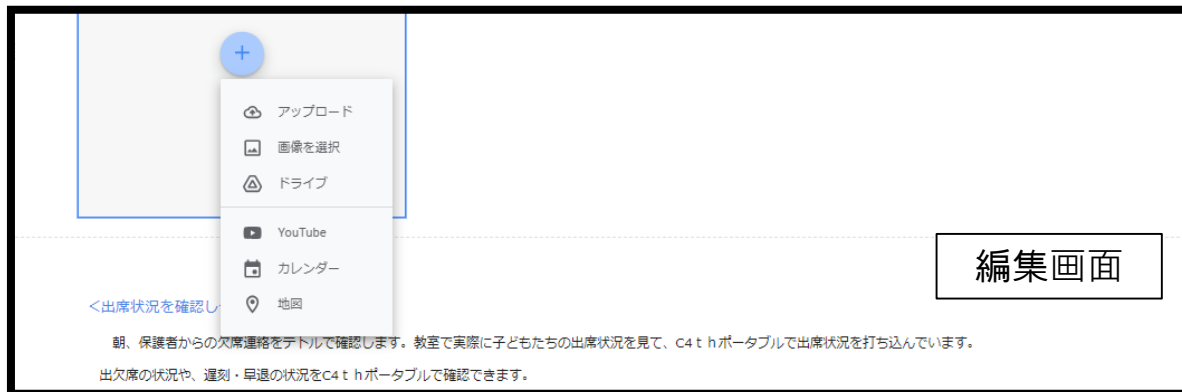 アップロード
画像を選択
ドライブ
YouTube
カレンダー
地図
編集画面
<出席状況を確認し
朝、保護者からの欠席連絡をテトルで確認します。教室で実際に子どもたちの出席状況を見て、C4ｔｈポータブルで出席状況を打ち込んでいます。
出欠席の状況や、遅刻・早退の状況をC4ｔｈポータブルで確認できます。